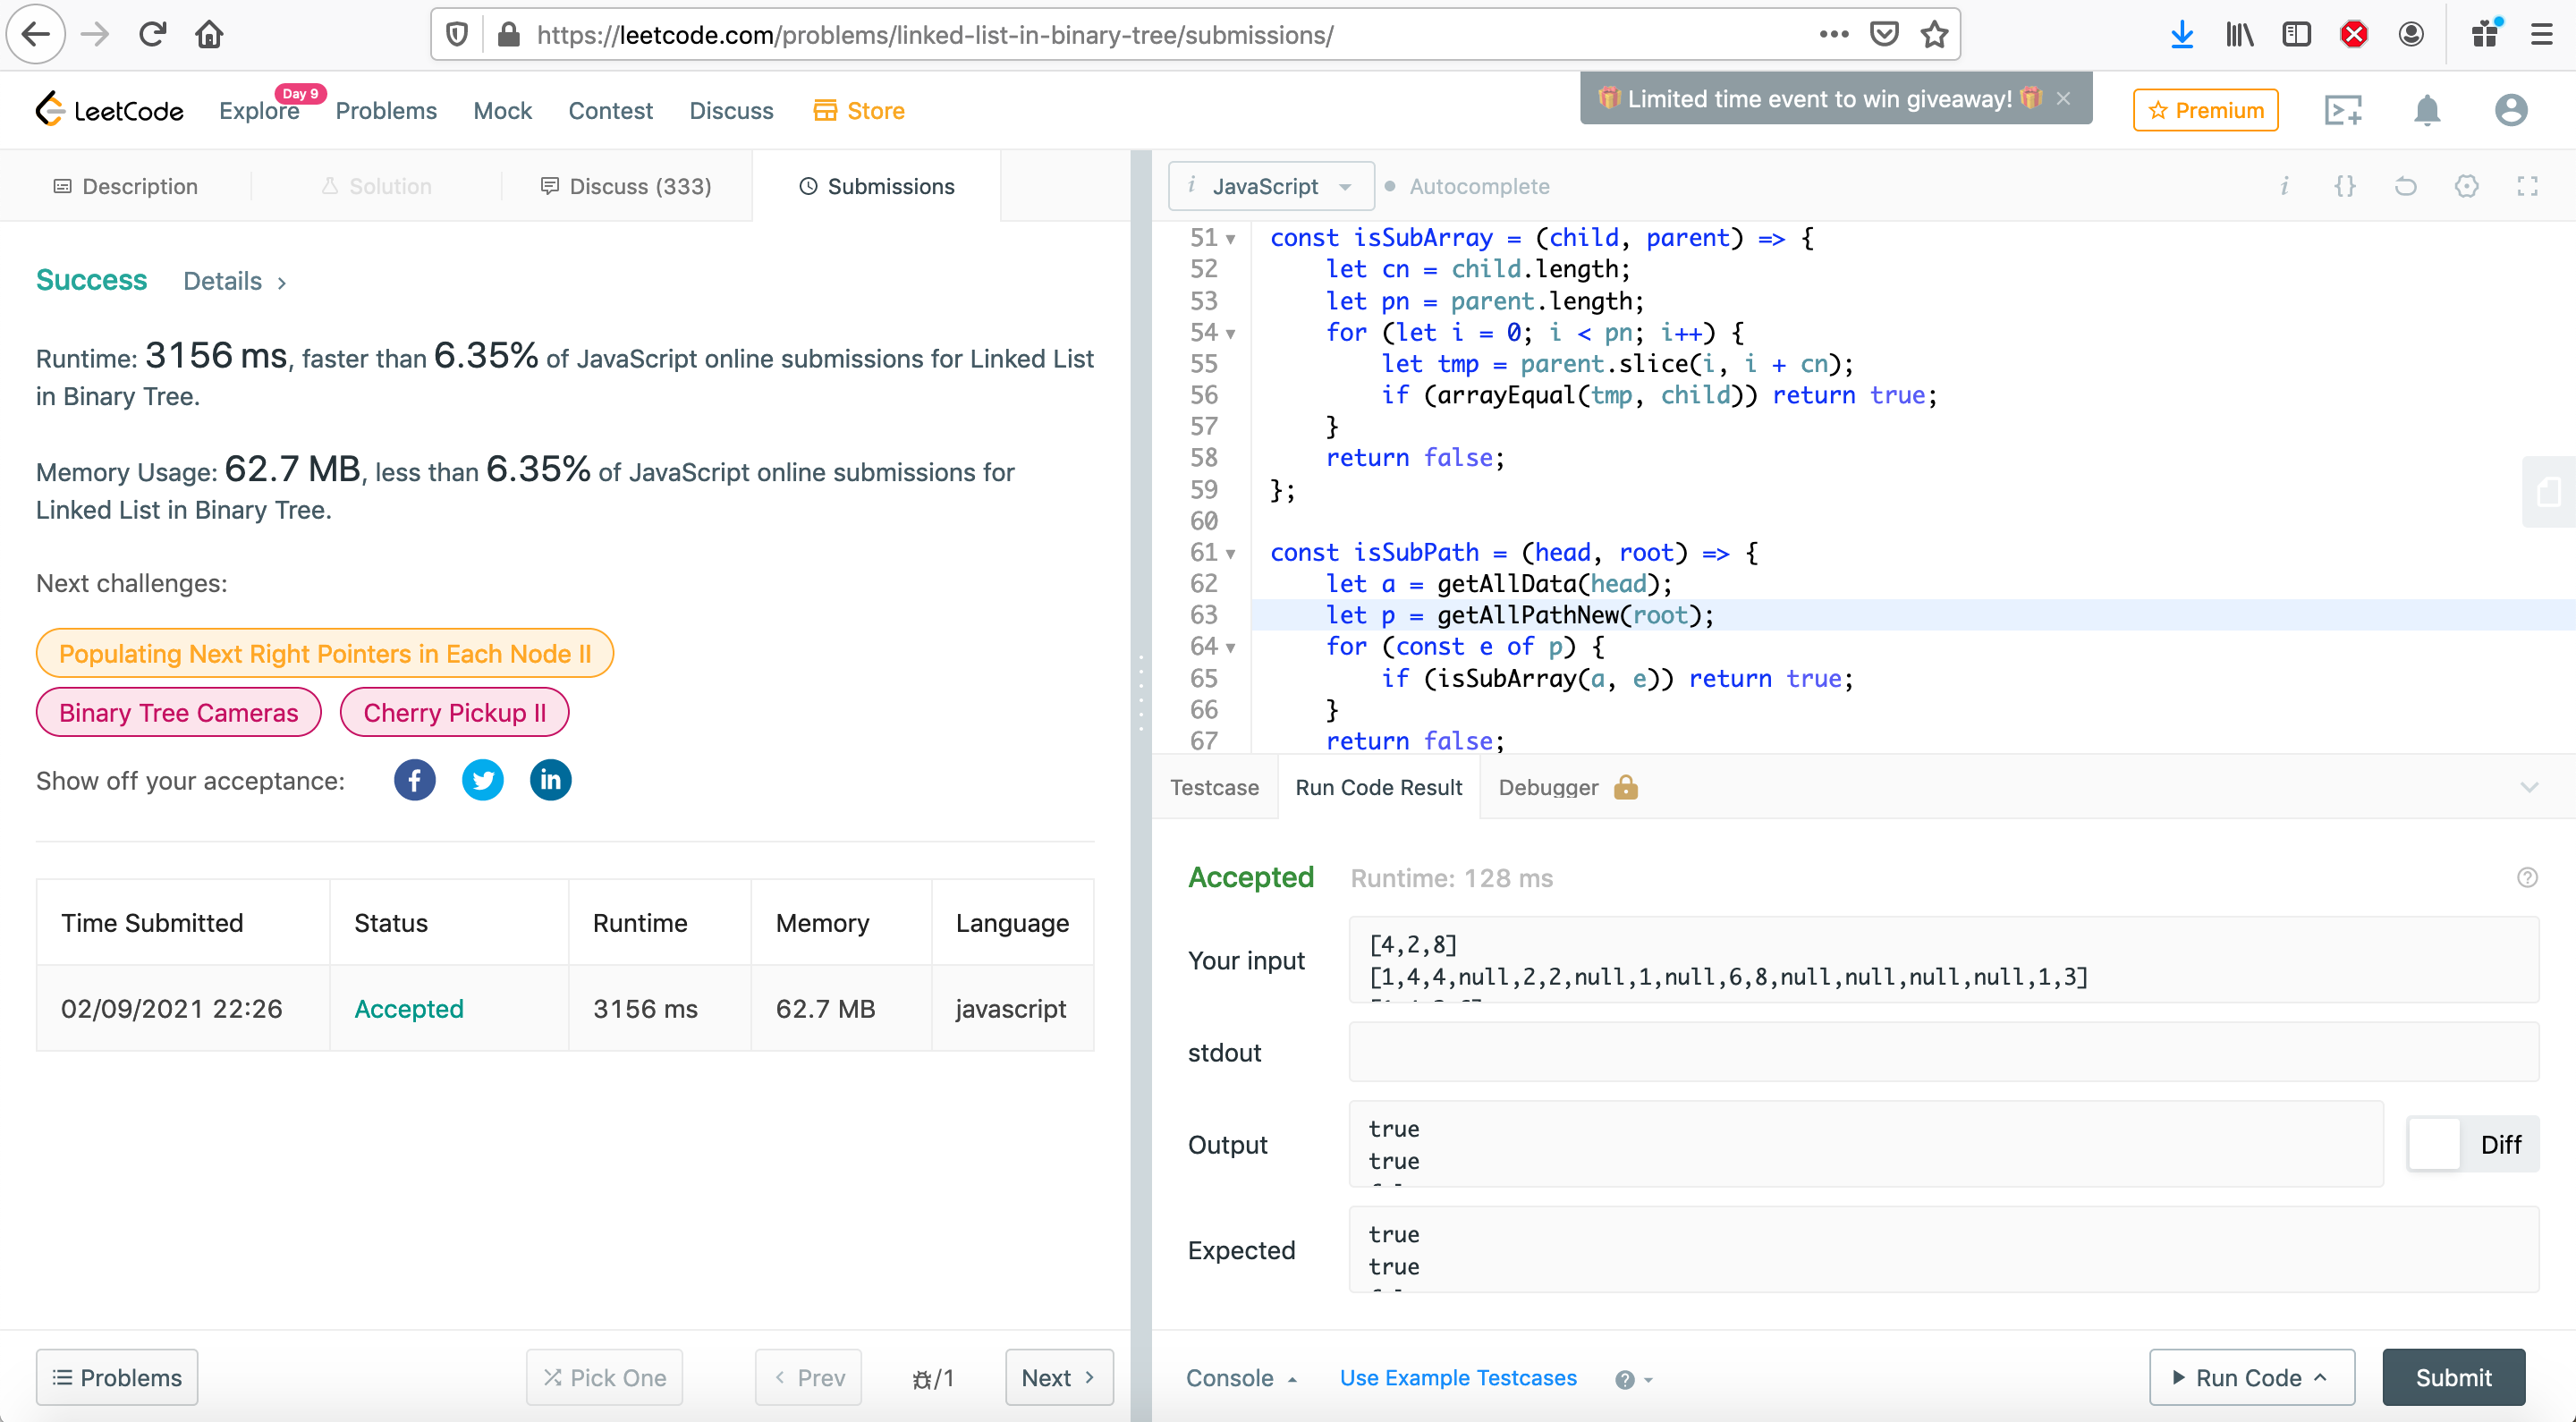 https://leetcode.com/problems/linked-list-in-binary-tree/submissions/
LeetCode
Explore
Day 9
Problems
Mock
Contest
Discuss
Store
Limited time event to win giveaway!
Premium
Description
Solution
Discuss (333)
Submissions
Success
Details
Runtime: 3156 ms, faster than 6.35% of JavaScript online submissions for Linked List
in Binary Tree.
Memory Usage: 62.7 MB, less than 6.35% of JavaScript online submissions for
Linked List in Binary Tree.
Next challenges:
Populating Next Right Pointers in Each Node II
Binary Tree Cameras
Cherry Pickup II
Show off your acceptance:
Time Submitted Status Runtime Memory Language
02/09/2021 22:26 Accepted 3156 ms 62.7 MB javascript
Problems
Pick One
Prev
/1
Next
i JavaScript
Autocomplete
51 const isSubArray = (child, parent) => {
52 let cn = child.length;
53 let pn = parent.length;
54 for (let i = 0; i < pn; i++) {
55 let tmp = parent.slice(i, i + cn);
56 if (arrayEqual(tmp, child)) return true;
57 }
58 return false;
59 };
60
61 const isSubPath = (head, root) => {
62 let a = getAllData(head);
63 let p = getAllPathNew(root);
64 for (const e of p) {
65 if (isSubArray(a, e)) return true;
66 }
67 return false;
Testcase
Run Code Result
Debugger
Accepted
Runtime: 128 ms
Your input
[4,2,8]
[1,4,4,null,2,2,null,1,null,6,8,null,null,null,null,1,3]
stdout
Output
true
true
Diff
Expected
true
true
Console
Use Example Testcases
Run Code
Submit